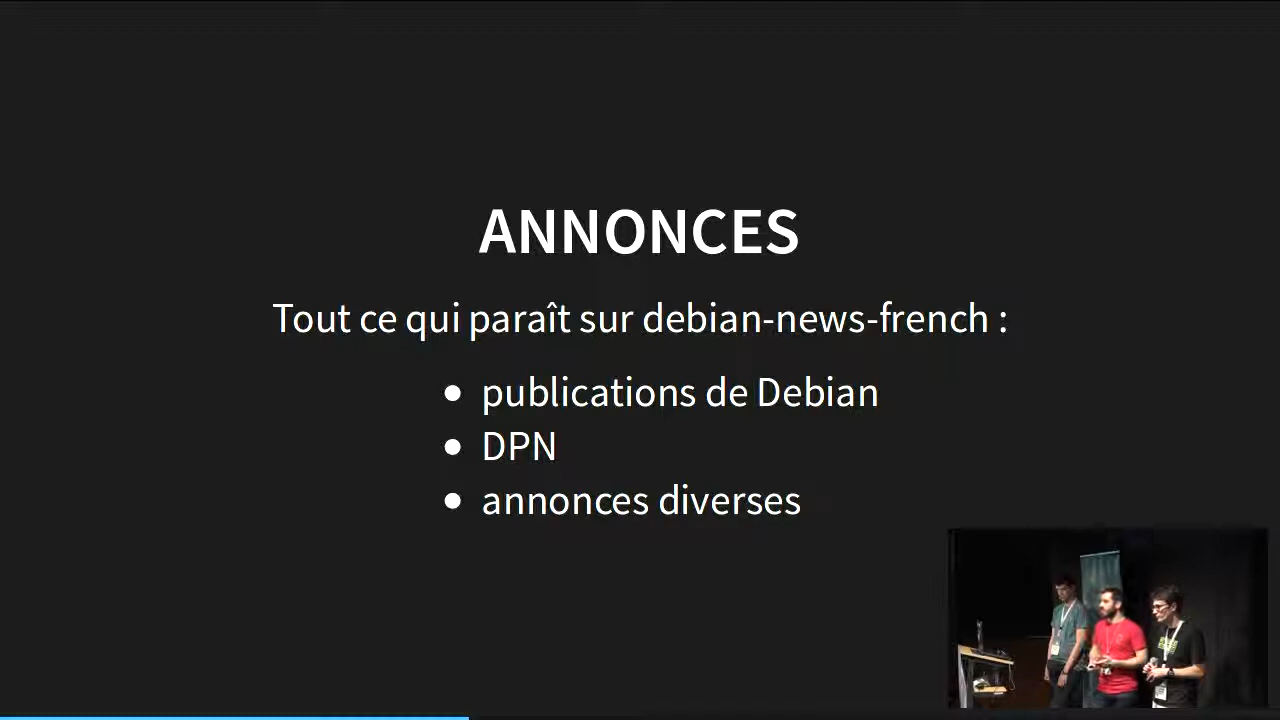 ANNONCES
Tout ce qui paraît sur debian-news-french :
• publications de Debian
• DPN
• annonces diverses